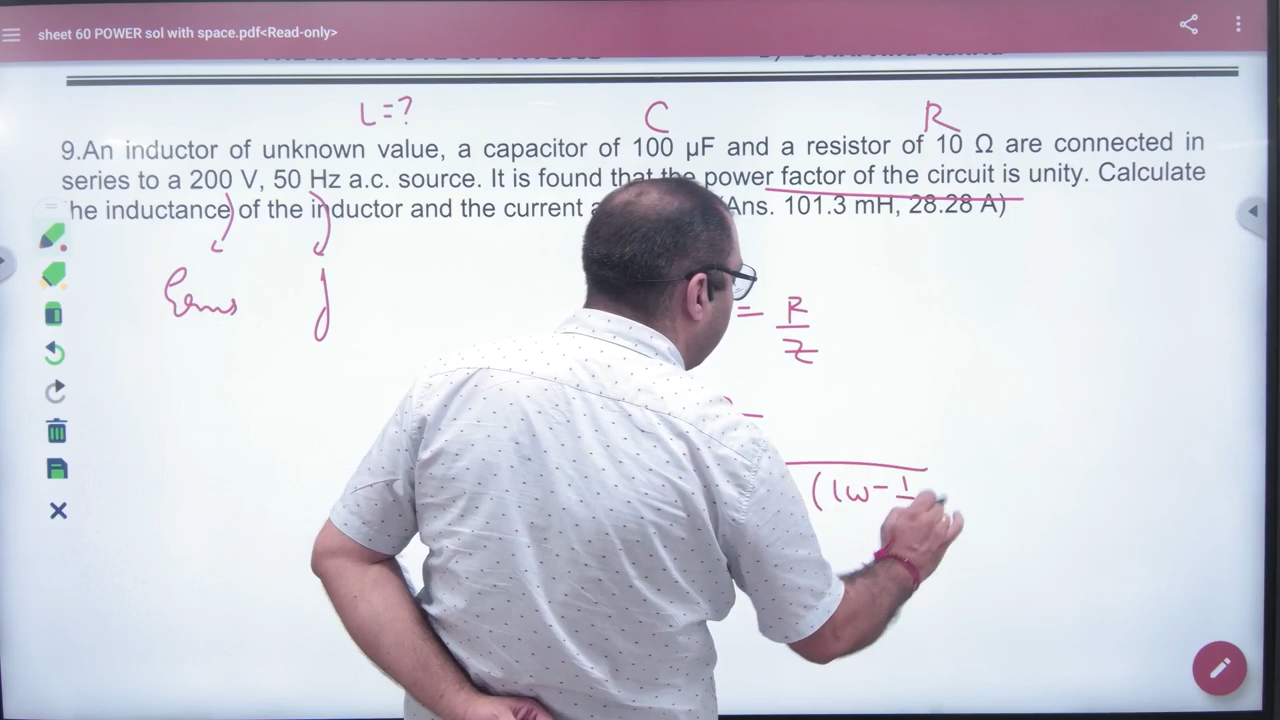 sheet 60 POWER sol with space.pdf<Read-only>
L=? C R
9.An inductor of unknown value, a capacitor of 100 µF and a resistor of 10 Ω are connected in
series to a 200 V, 50 Hz a.c. source. It is found that the power factor of the circuit is unity. Calculate
he inductance of the inductor and the current a (Ans. 101.3 mH, 28.28 A)
Erms f
= R/Z
(Lω - 1